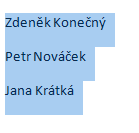 Zdeněk Konečný
Petr Nováček
Jana Krátká